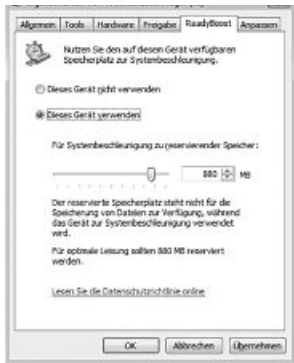 Allgemein Tools Hardware Freigabe ReadyBoost Anpassen
Nutzen Sie den auf diesem Gerät verfügbaren
Speicherplatz zur Systembeschleunigung.
Dieses Gerät nicht verwenden
Dieses Gerät verwenden
Für Systembeschleunigung zu reservierender Speicher:
880 MB
Der reservierte Speicherplatz steht nicht für die
Speicherung von Dateien zur Verfügung, während
das Gerät zur Systembeschleunigung verwendet
wird.
Für optimale Leisung sollten 880 MB reserviert
werden.
Lesen Sie die Datenschutzrichtlinie online
OK Abbrechen Übernehmen